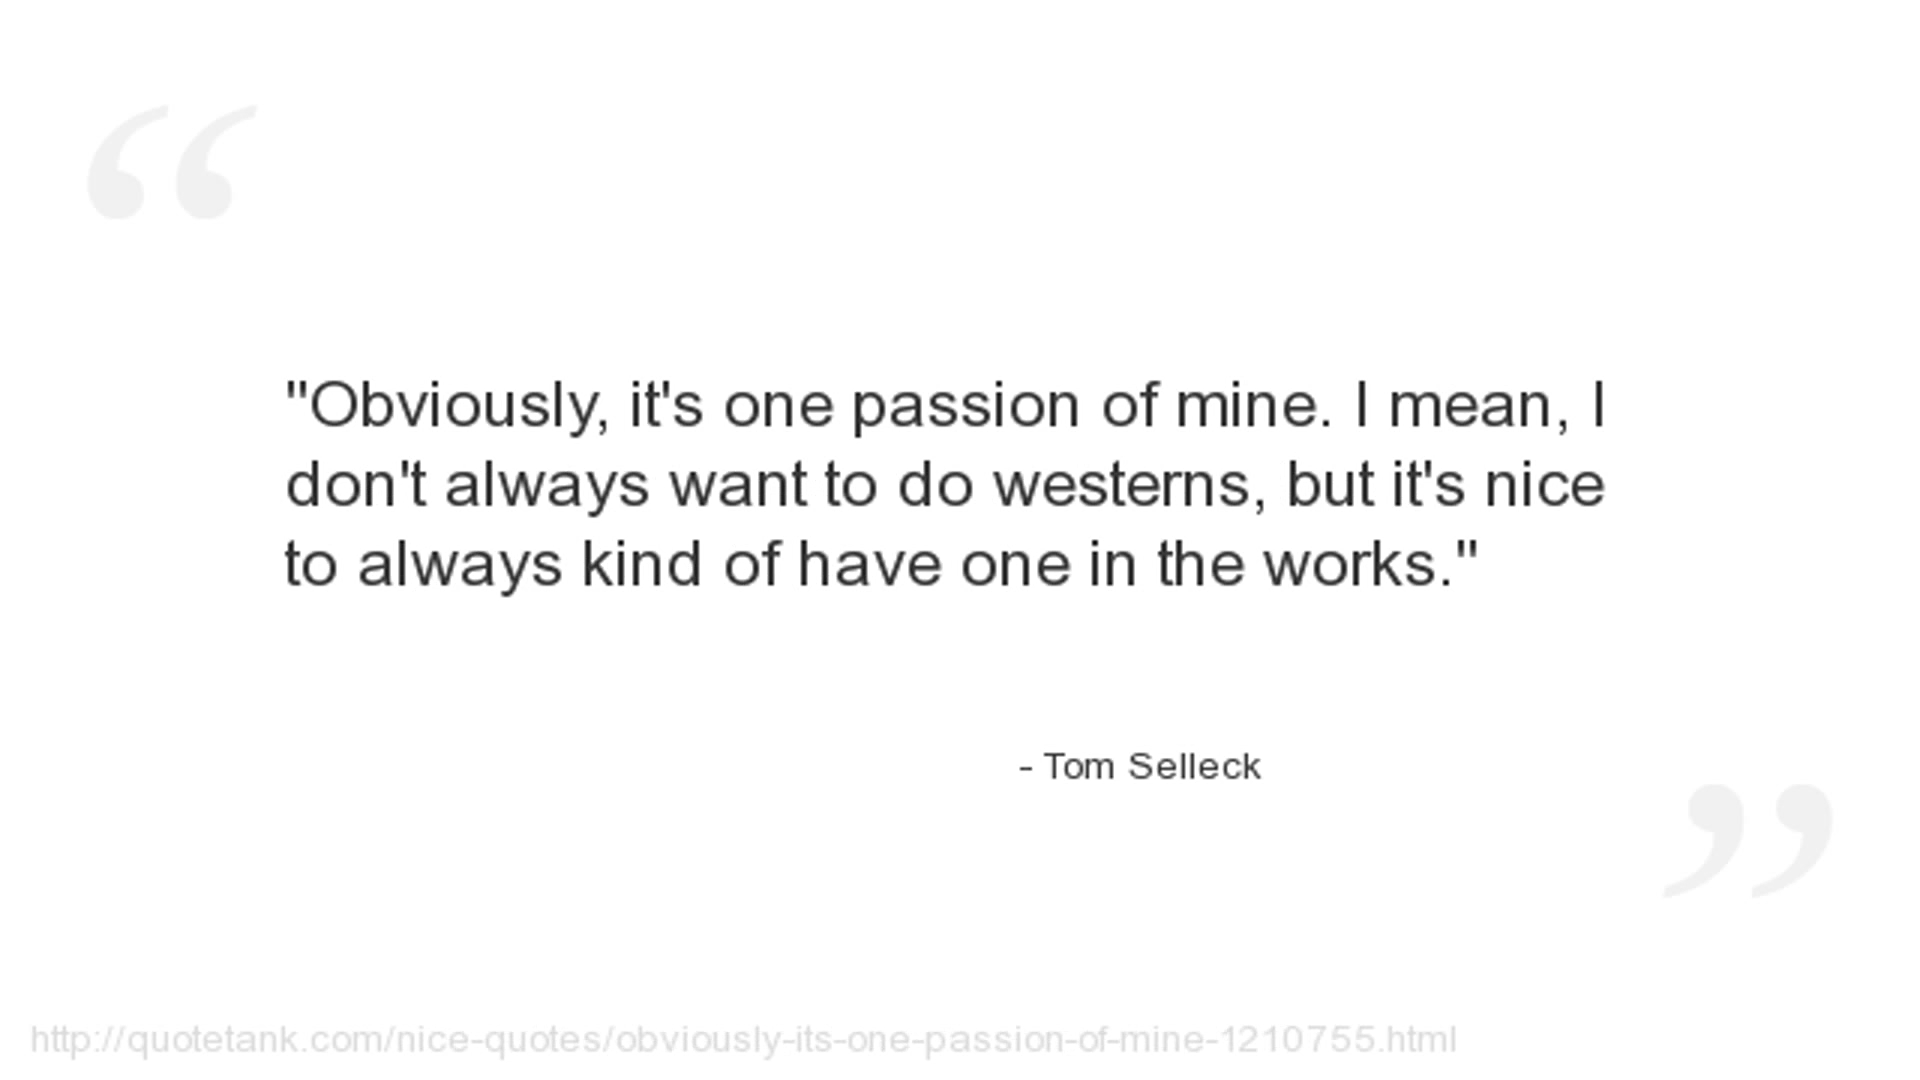 "Obviously, it's one passion of mine. I mean, I
don't always want to do westerns, but it's nice
to always kind of have one in the works."
- Tom Selleck
http://quotetank.com/nice-quotes/obviously-its-one-passion-of-mine-1210755.html